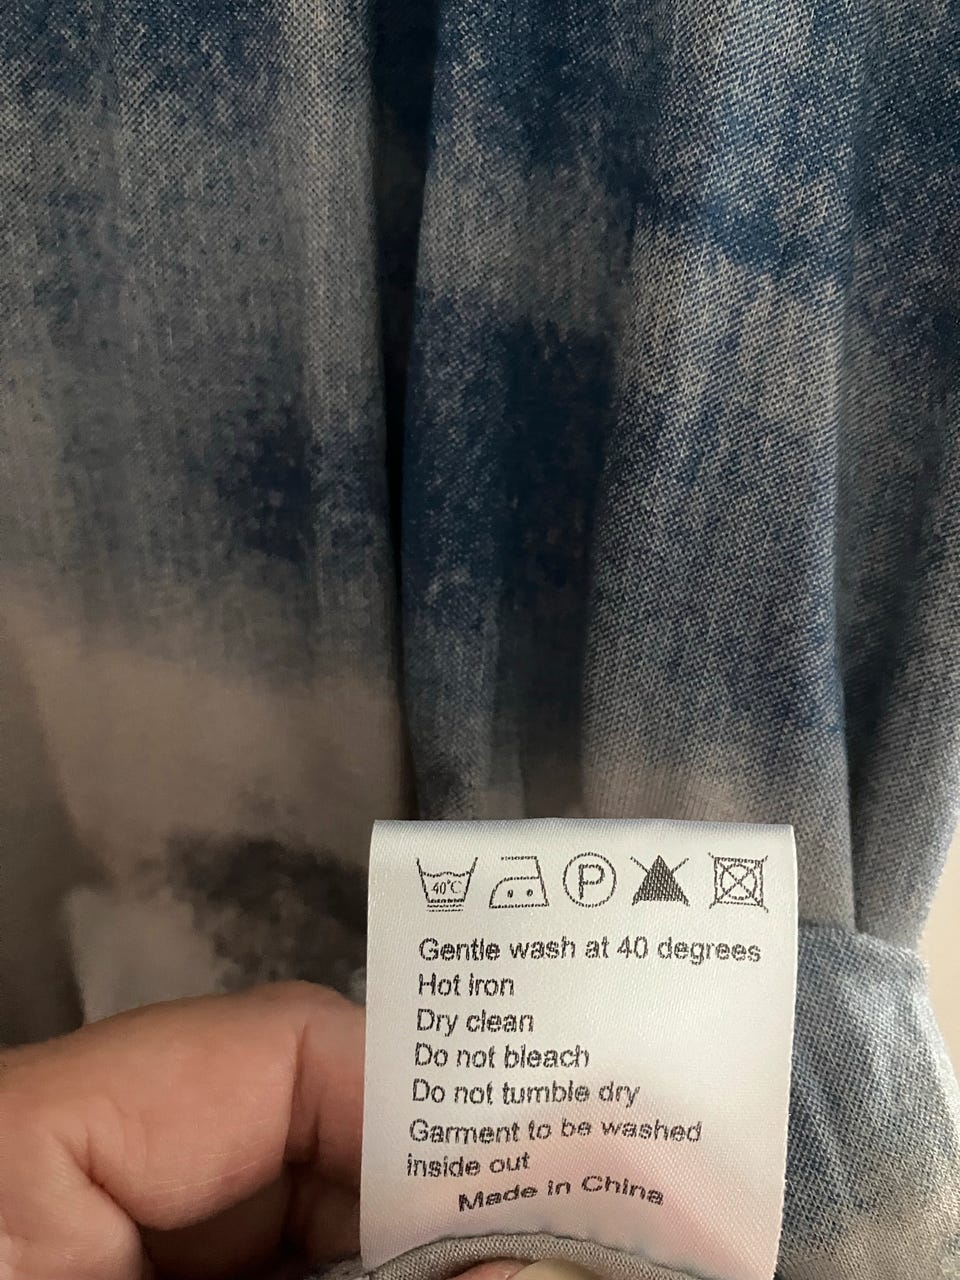 40°C
P
Gentle wash at 40 degrees
Hot iron
Dry clean
Do not bleach
Do not tumble dry
Garment to be washed
inside out
Made in China